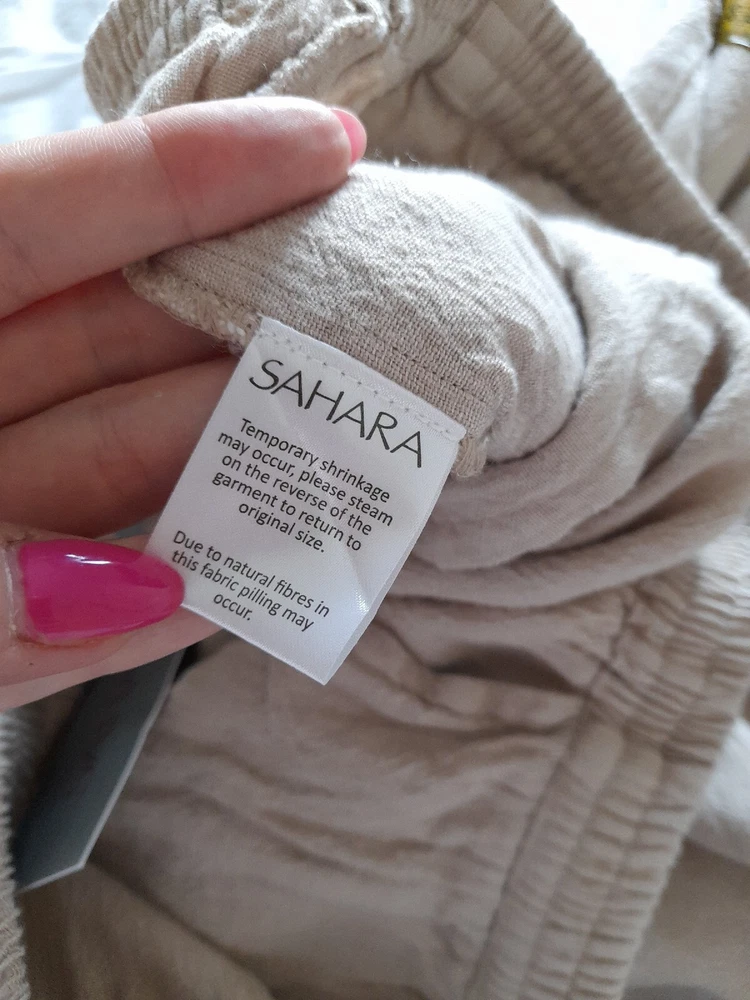 SAHARA
Temporary shrinkage
may occur, please steam
on the reverse of the
garment to return to
original size.
Due to natural fibres in
this fabric pilling may
occur.